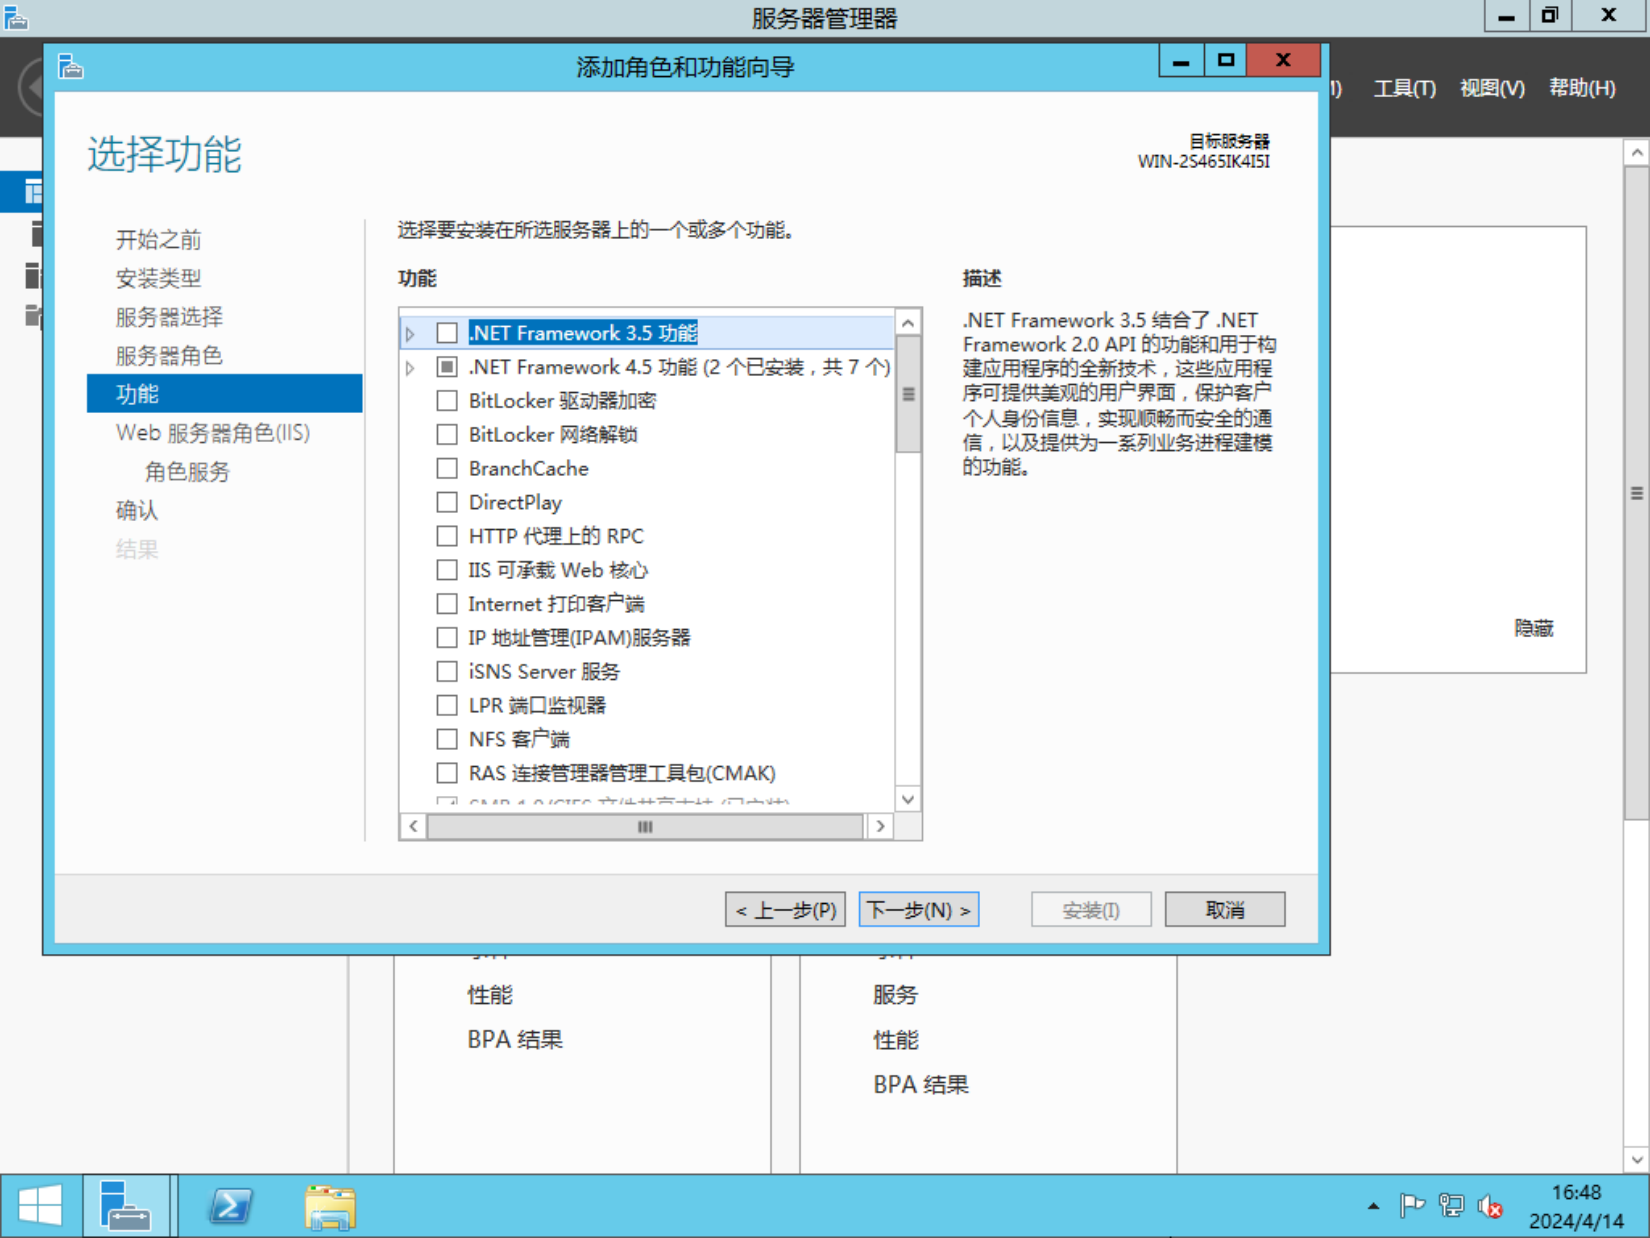 服务器管理器
添加角色和功能向导
工具(T) 视图(V) 帮助(H)
选择功能
目标服务器
WIN-2S465IK4I5I
开始之前
安装类型
服务器选择
服务器角色
功能
Web 服务器角色(IIS)
角色服务
确认
结果
选择要安装在所选服务器上的一个或多个功能。
功能
.NET Framework 3.5 功能
.NET Framework 4.5 功能 (2 个已安装，共 7 个)
BitLocker 驱动器加密
BitLocker 网络解锁
BranchCache
DirectPlay
HTTP 代理上的 RPC
IIS 可承载 Web 核心
Internet 打印客户端
IP 地址管理(IPAM)服务器
iSNS Server 服务
LPR 端口监视器
NFS 客户端
RAS 连接管理器管理工具包(CMAK)
SMB 1.0/CIFS 文件共享支持 (已安装)
描述
.NET Framework 3.5 结合了 .NET
Framework 2.0 API 的功能和用于构
建应用程序的全新技术，这些应用程
序可提供美观的用户界面，保护客户
个人身份信息，实现顺畅而安全的通
信，以及提供为一系列业务进程建模
的功能。
隐藏
< 上一步(P) 下一步(N) > 安装(I) 取消
性能
BPA 结果
服务
性能
BPA 结果
16:48
2024/4/14